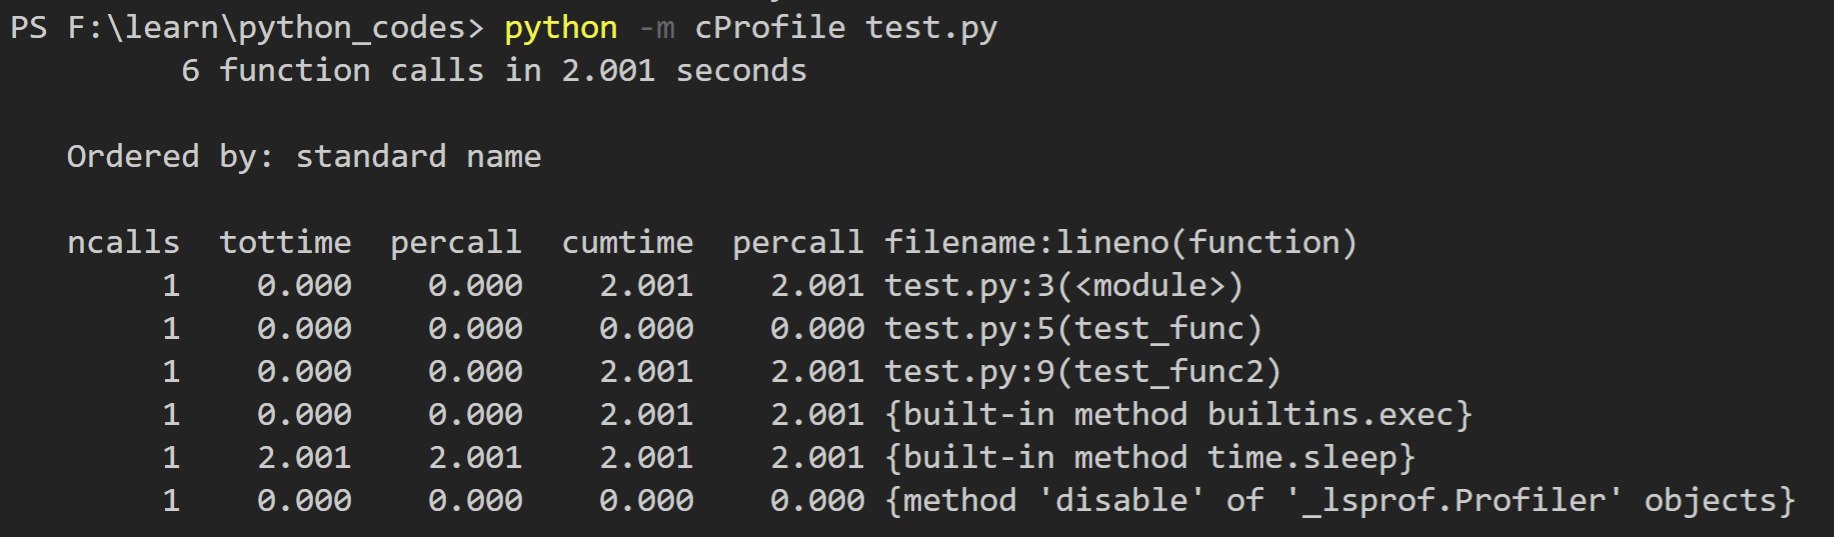 PS F:\learn\python_codes> python -m cProfile test.py
6 function calls in 2.001 seconds
Ordered by: standard name
ncalls tottime percall cumtime percall filename:lineno(function)
1 0.000 0.000 2.001 2.001 test.py:3(<module>)
1 0.000 0.000 0.000 0.000 test.py:5(test_func)
1 0.000 0.000 2.001 2.001 test.py:9(test_func2)
1 0.000 0.000 2.001 2.001 {built-in method builtins.exec}
1 2.001 2.001 2.001 2.001 {built-in method time.sleep}
1 0.000 0.000 0.000 0.000 {method 'disable' of '_lsprof.Profiler' objects}